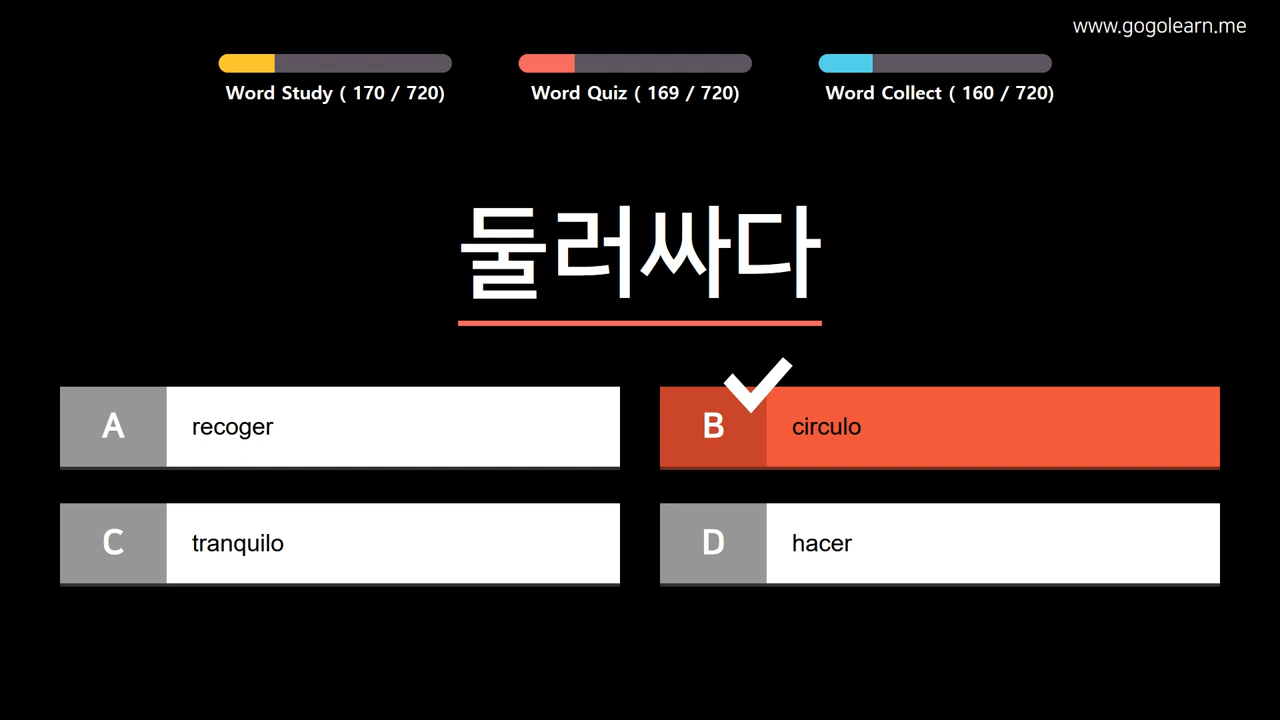 www.gogolearn.me
Word Study ( 170 / 720)
Word Quiz ( 169 / 720)
Word Collect ( 160 / 720)
둘러싸다
A recoger
B circulo
C tranquilo
D hacer